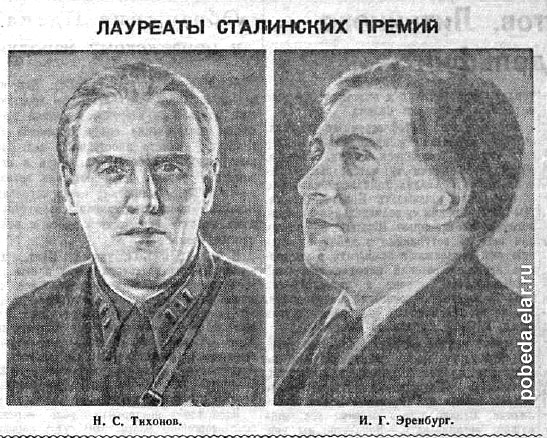 ЛАУРЕАТЫ СТАЛИНСКИХ ПРЕМИЙ
Н. С. Тихонов.
И. Г. Эренбург.
pobeda.elar.ru